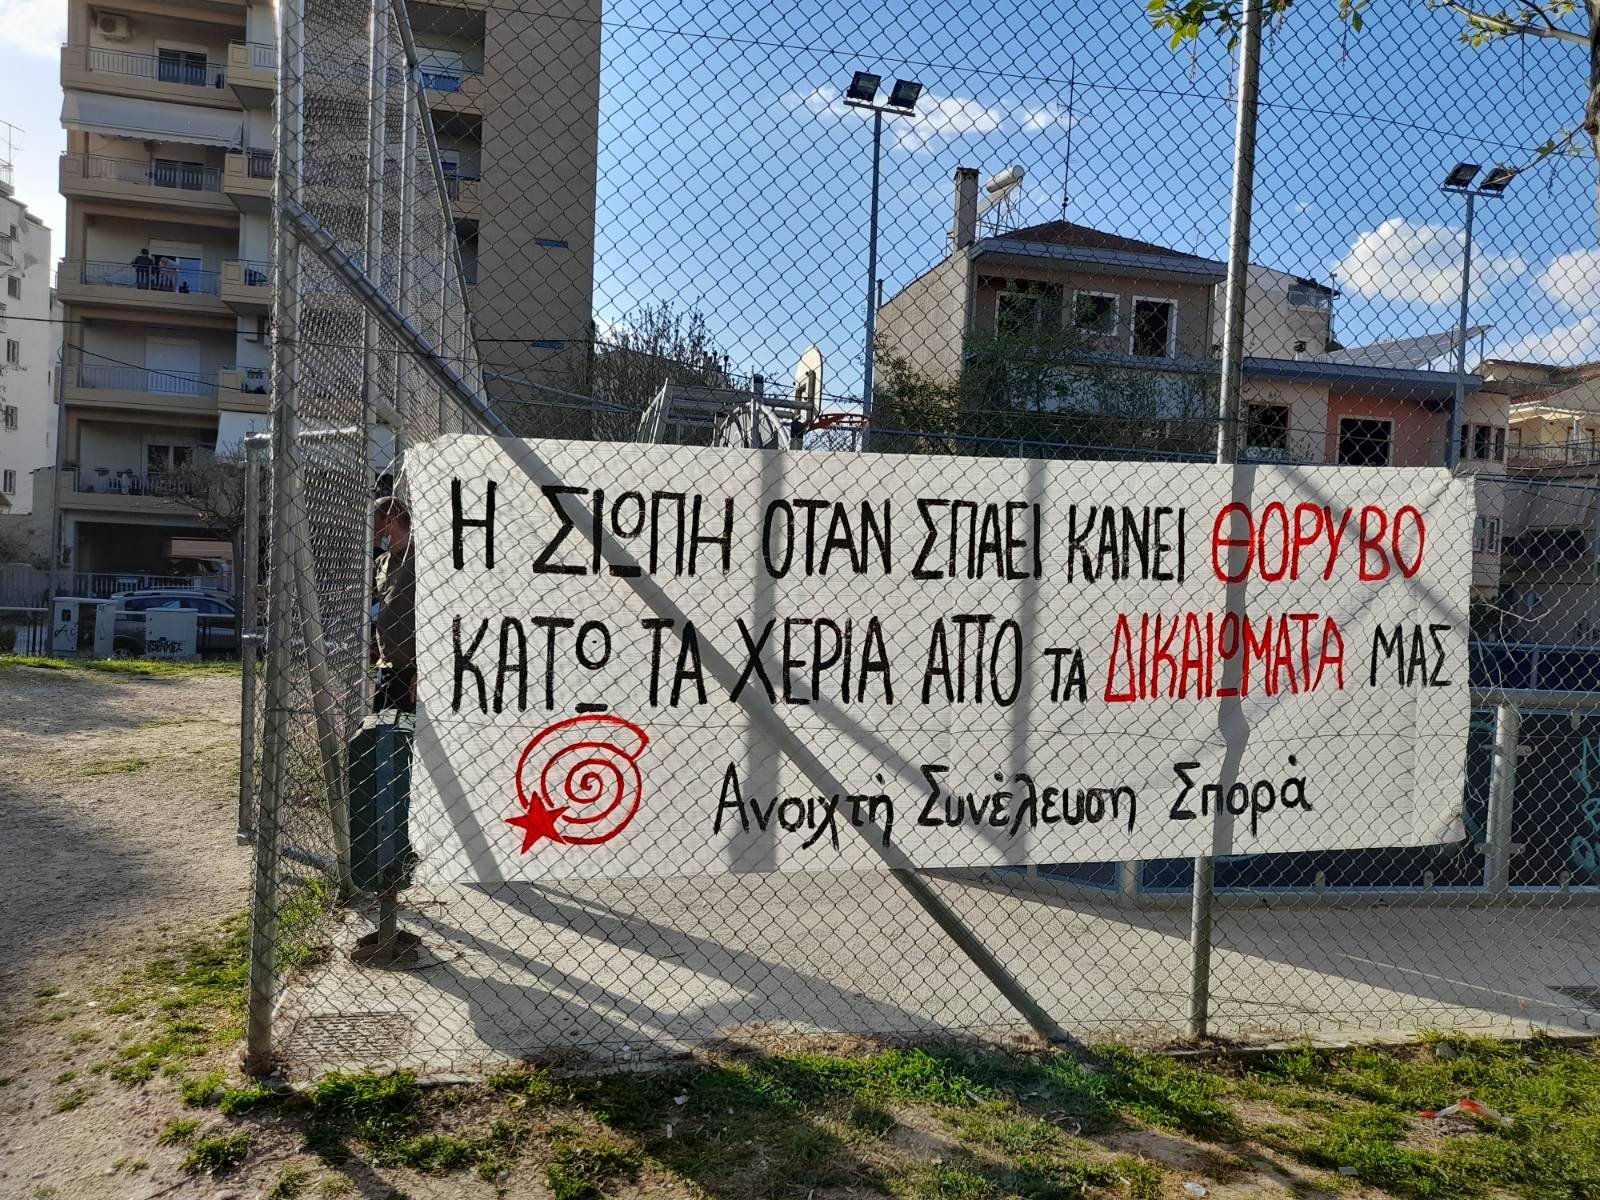 Η ΣΙΩΠΗ ΟΤΑΝ ΣΠΑΕΙ ΚΑΝΕΙ ΘΟΡΥΒΟ
ΚΑΤΩ ΤΑ ΧΕΡΙΑ ΑΠΟ ΤΑ ΔΙΚΑΙΩΜΑΤΑ ΜΑΣ
Ανοιχτή Συνέλευση Σπορά